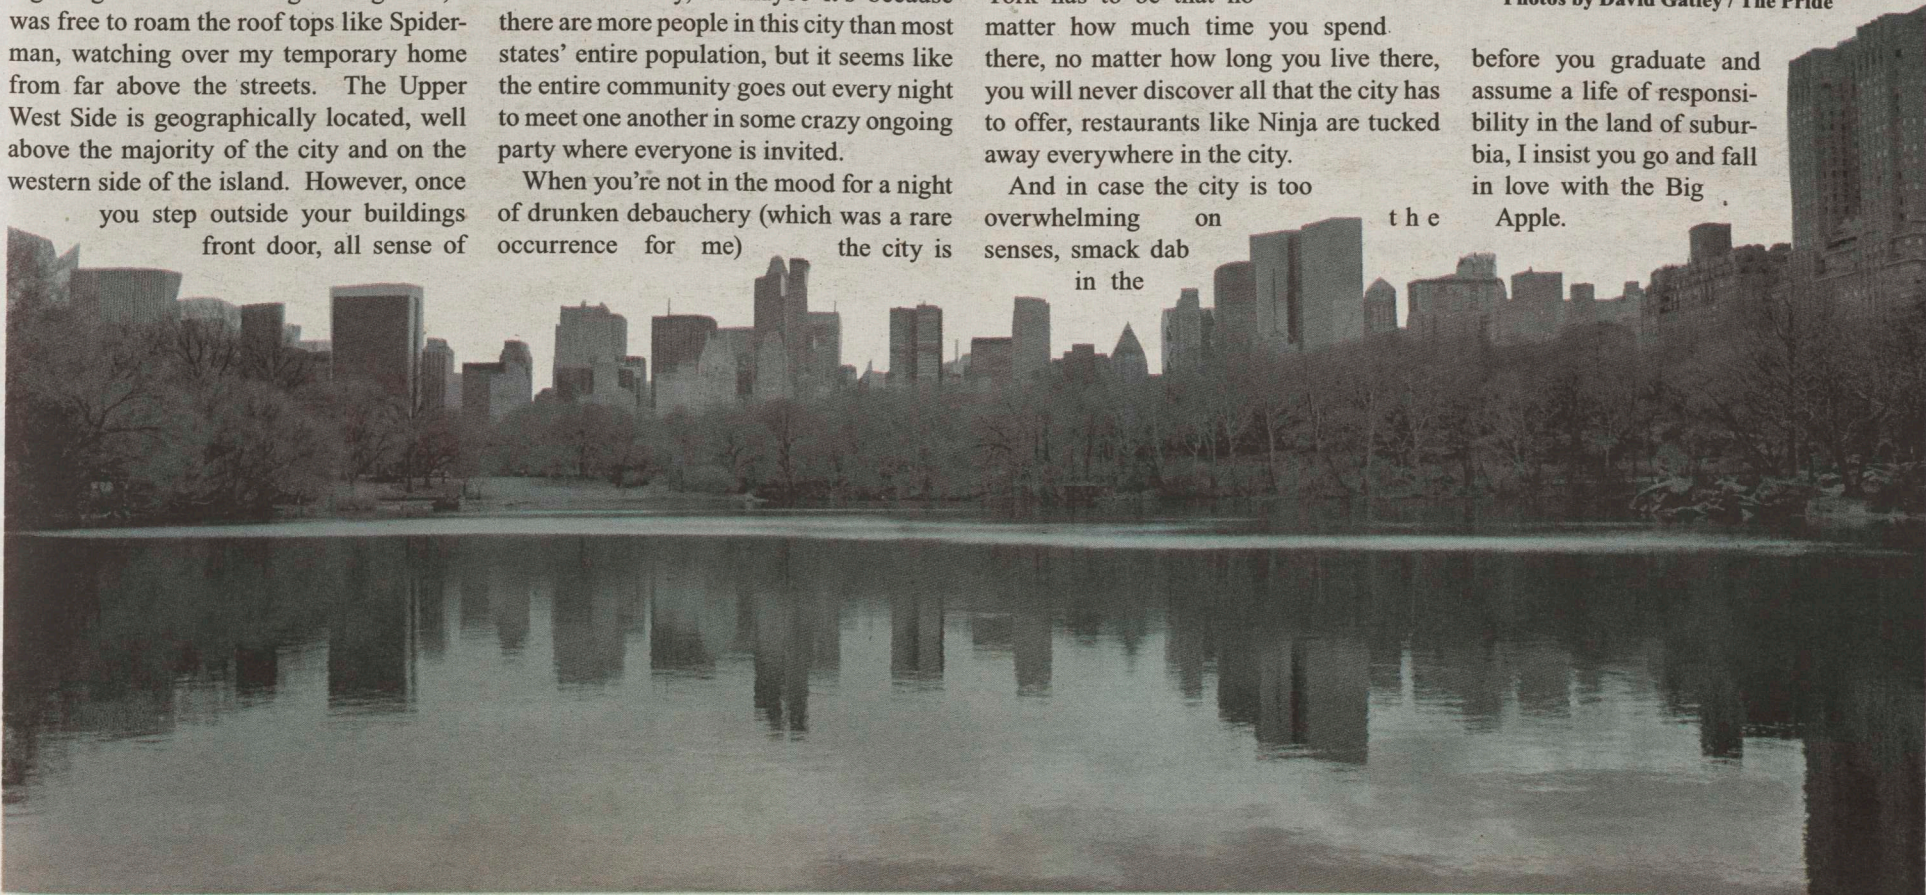 was free to roam the roof tops like Spider-
man, watching over my temporary home
from far above the streets. The Upper
West Side is geographically located, well
above the majority of the city and on the
western side of the island. However, once
you step outside your buildings
front door, all sense of
there are more people in this city than most
states' entire population, but it seems like
the entire community goes out every night
to meet one another in some crazy ongoing
party where everyone is invited.
When you're not in the mood for a night
of drunken debauchery (which was a rare
occurrence for me) the city is
matter how much time you spend
there, no matter how long you live there,
you will never discover all that the city has
to offer, restaurants like Ninja are tucked
away everywhere in the city.
And in case the city is too
overwhelming on the
senses, smack dab
in the
Photos by David Gatley / The Pride
before you graduate and
assume a life of responsi-
bility in the land of subur-
bia, I insist you go and fall
in love with the Big
Apple.